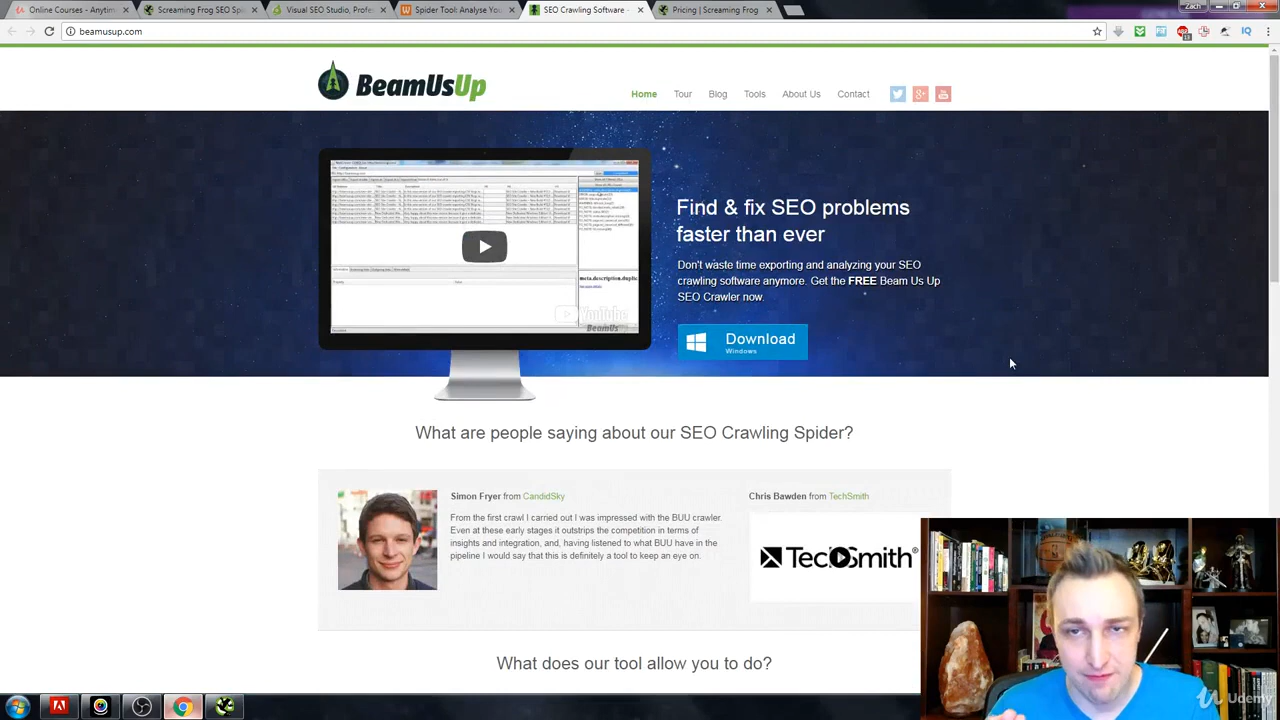 Online Courses - Anytim
Screaming Frog SEO Spi
Visual SEO Studio, Profes
Spider Tool: Analyse You
SEO Crawling Software -
Pricing | Screaming Frog
Zach
beamusup.com
BeamUsUp
Home
Tour
Blog
Tools
About Us
Contact
Find & fix SEO problems
faster than ever
Don't waste time exporting and analyzing your SEO
crawling software anymore. Get the FREE Beam Us Up
SEO Crawler now.
Download
Windows
YouTube
BeamUs
What are people saying about our SEO Crawling Spider?
Simon Fryer from CandidSky
From the first crawl I carried out I was impressed with the BUU crawler.
Even at these early stages it outstrips the competition in terms of
insights and integration, and, having listened to what BUU have in the
pipeline I would say that this is definitely a tool to keep an eye on.
Chris Bawden from TechSmith
TechSmith®
What does our tool allow you to do?
Udemy